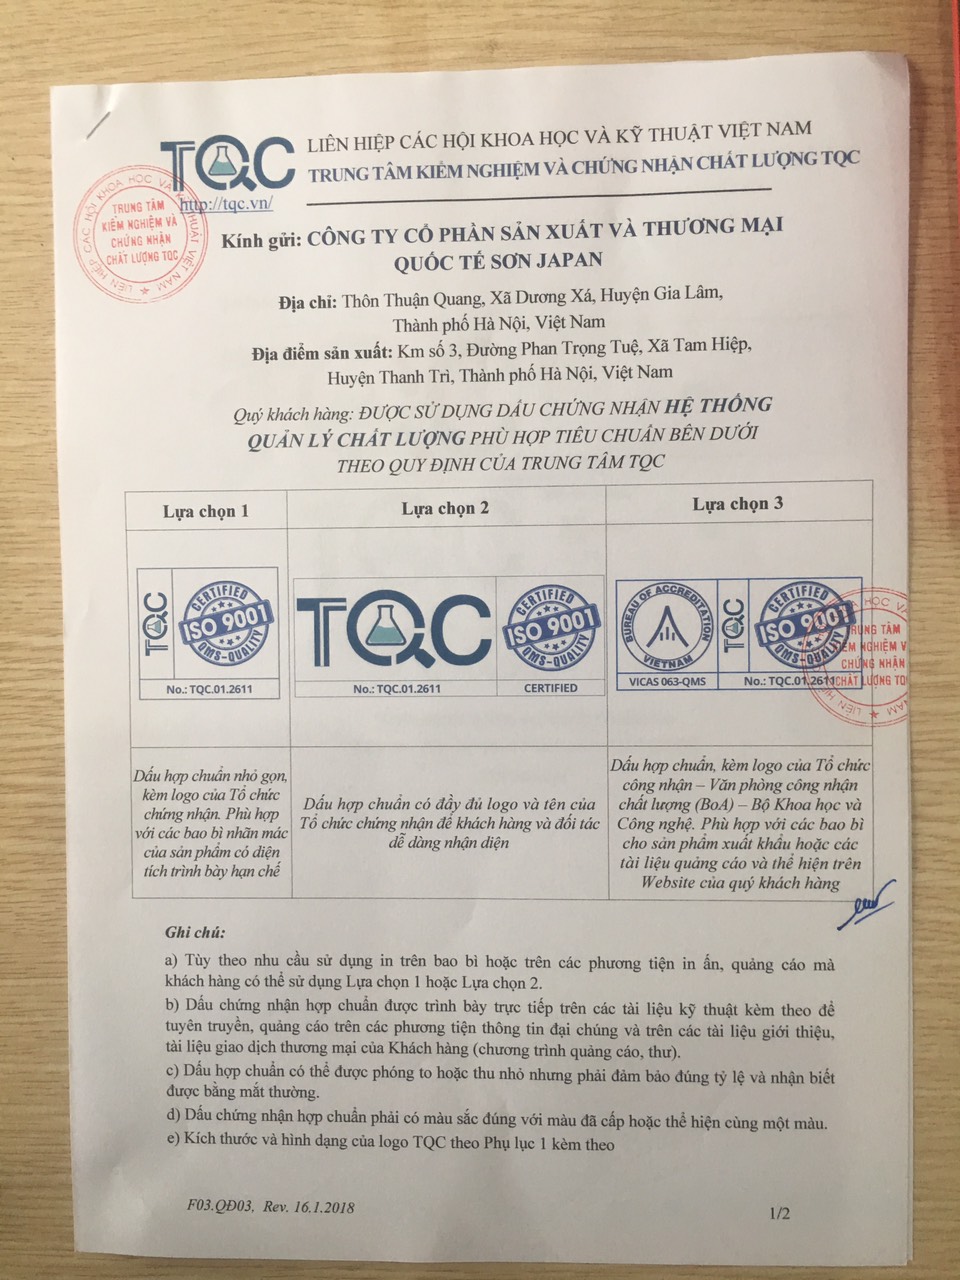 TQC
http://tqc.vn/
LIÊN HIỆP CÁC HỘI KHOA HỌC VÀ KỸ THUẬT VIỆT NAM
TRUNG TÂM KIỂM NGHIỆM VÀ CHỨNG NHẬN CHẤT LƯỢNG TQC
LIÊN HIỆP CÁC HỘI KHOA HỌC VÀ KỸ THUẬT VIỆT NAM
TRUNG TÂM
KIỂM NGHIỆM VÀ
CHỨNG NHẬN
CHẤT LƯỢNG TQC
Kính gửi: CÔNG TY CỔ PHẦN SẢN XUẤT VÀ THƯƠNG MẠI
QUỐC TẾ SƠN JAPAN
Địa chỉ: Thôn Thuận Quang, Xã Dương Xá, Huyện Gia Lâm,
Thành phố Hà Nội, Việt Nam
Địa điểm sản xuất: Km số 3, Đường Phan Trọng Tuệ, Xã Tam Hiệp,
Huyện Thanh Trì, Thành phố Hà Nội, Việt Nam
Quý khách hàng: ĐƯỢC SỬ DỤNG DẤU CHỨNG NHẬN HỆ THỐNG
QUẢN LÝ CHẤT LƯỢNG PHÙ HỢP TIÊU CHUẨN BÊN DƯỚI
THEO QUY ĐỊNH CỦA TRUNG TÂM TQC
Lựa chọn 1
Lựa chọn 2
Lựa chọn 3
TQC
CERTIFIED
ISO 9001
QMS-QUALITY
No.: TQC.01.2611
TQC
CERTIFIED
ISO 9001
QMS-QUALITY
No.: TQC.01.2611
CERTIFIED
BUREAU OF ACCREDITATION
VIETNAM
VICAS 063-QMS
TQC
CERTIFIED
ISO 9001
QMS-QUALITY
No.: TQC.01.2611
TRUNG TÂM
KIỂM NGHIỆM V
CHỨNG NHẬN
CHẤT LƯỢNG TQ
Dấu hợp chuẩn nhỏ gọn,
kèm logo của Tổ chức
chứng nhận. Phù hợp
với các bao bì nhãn mác
của sản phẩm có diện
tích trình bày hạn chế
Dấu hợp chuẩn có đầy đủ logo và tên của
Tổ chức chứng nhận để khách hàng và đối tác
dễ dàng nhận diện
Dấu hợp chuẩn, kèm logo của Tổ chức
công nhận – Văn phòng công nhận
chất lượng (BoA) – Bộ Khoa học và
Công nghệ. Phù hợp với các bao bì
cho sản phẩm xuất khẩu hoặc các
tài liệu quảng cáo và thể hiện trên
Website của quý khách hàng
Ghi chú:
a) Tùy theo nhu cầu sử dụng in trên bao bì hoặc trên các phương tiện in ấn, quảng cáo mà
khách hàng có thể sử dụng Lựa chọn 1 hoặc Lựa chọn 2.
b) Dấu chứng nhận hợp chuẩn được trình bày trực tiếp trên các tài liệu kỹ thuật kèm theo để
tuyên truyền, quảng cáo trên các phương tiện thông tin đại chúng và trên các tài liệu giới thiệu,
tài liệu giao dịch thương mại của Khách hàng (chương trình quảng cáo, thư).
c) Dấu hợp chuẩn có thể được phóng to hoặc thu nhỏ nhưng phải đảm bảo đúng tỷ lệ và nhận biết
được bằng mắt thường.
d) Dấu chứng nhận hợp chuẩn phải có màu sắc đúng với màu đã cấp hoặc thể hiện cùng một màu.
e) Kích thước và hình dạng của logo TQC theo Phụ lục 1 kèm theo
F03.QĐ03, Rev. 16.1.2018
1/2